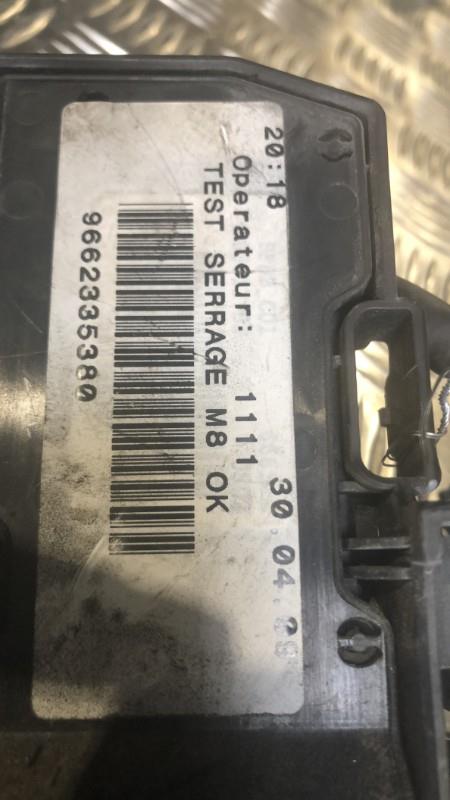 20:18 30.04.
Operateur: 1111
TEST SERRAGE M8 OK
9662335380